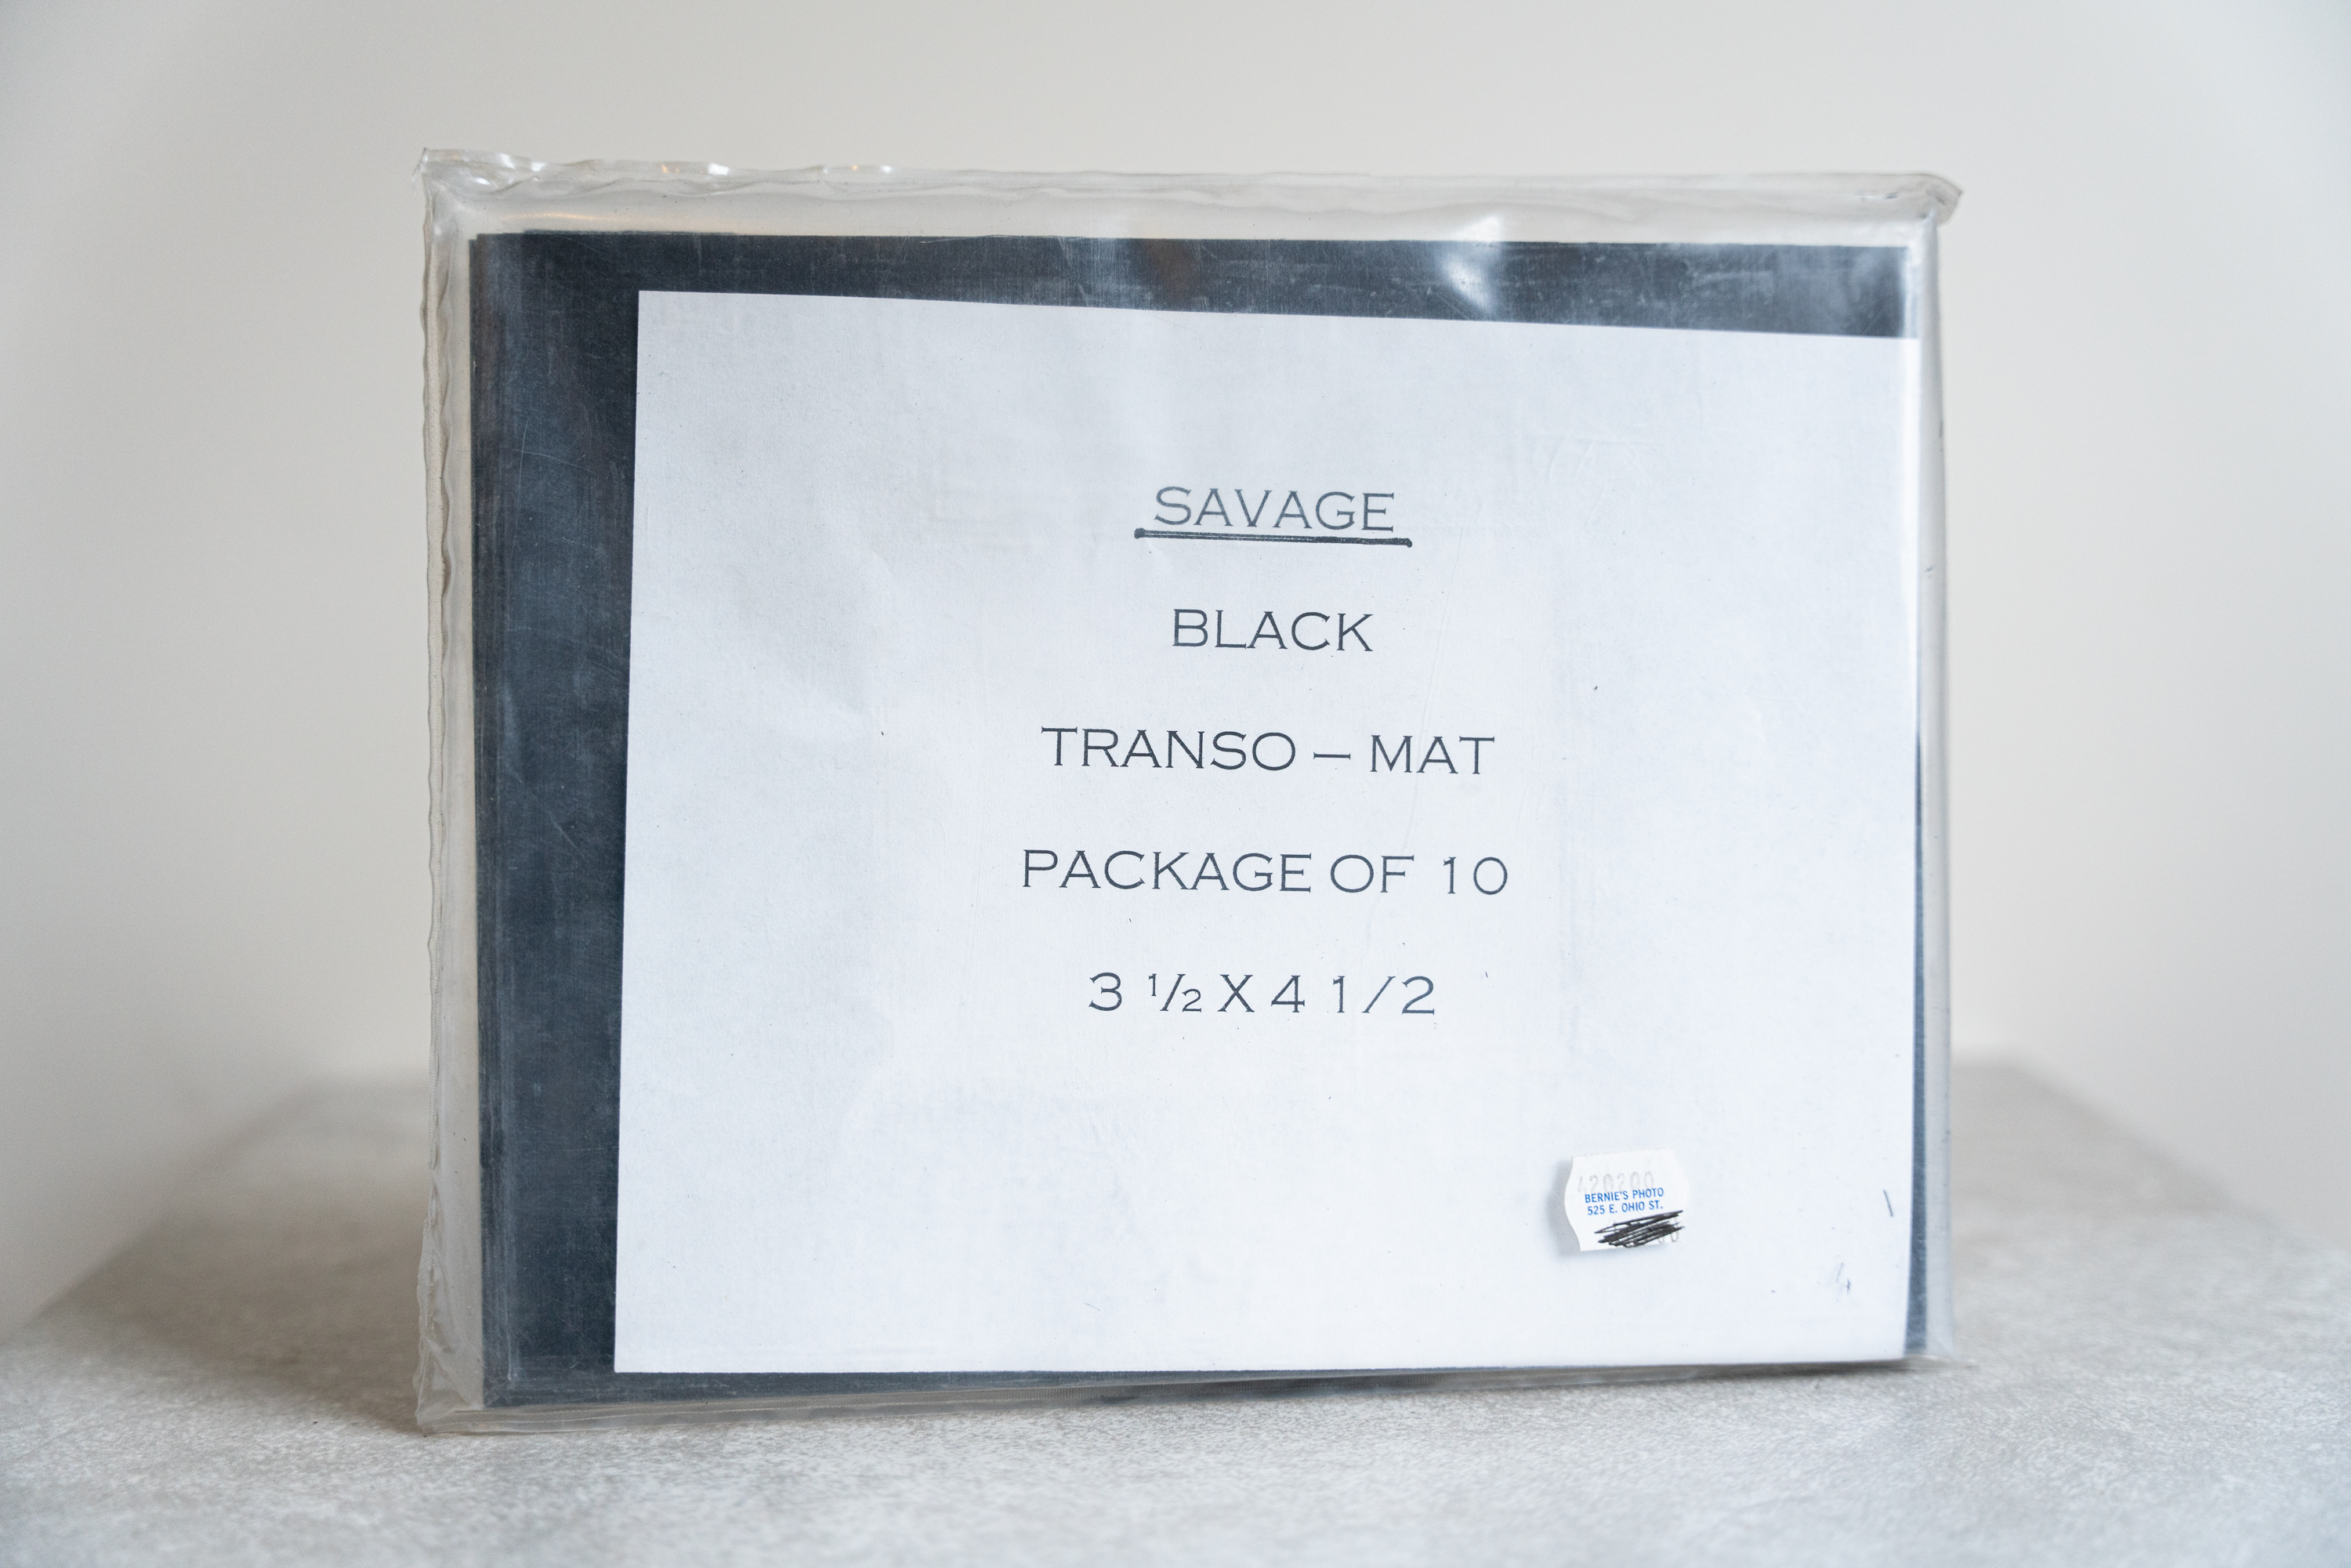 SAVAGE
BLACK
TRANSO – MAT
PACKAGE OF 10
3 ½ X 4 1/2
BERNIE'S PHOTO
525 E. OHIO ST.